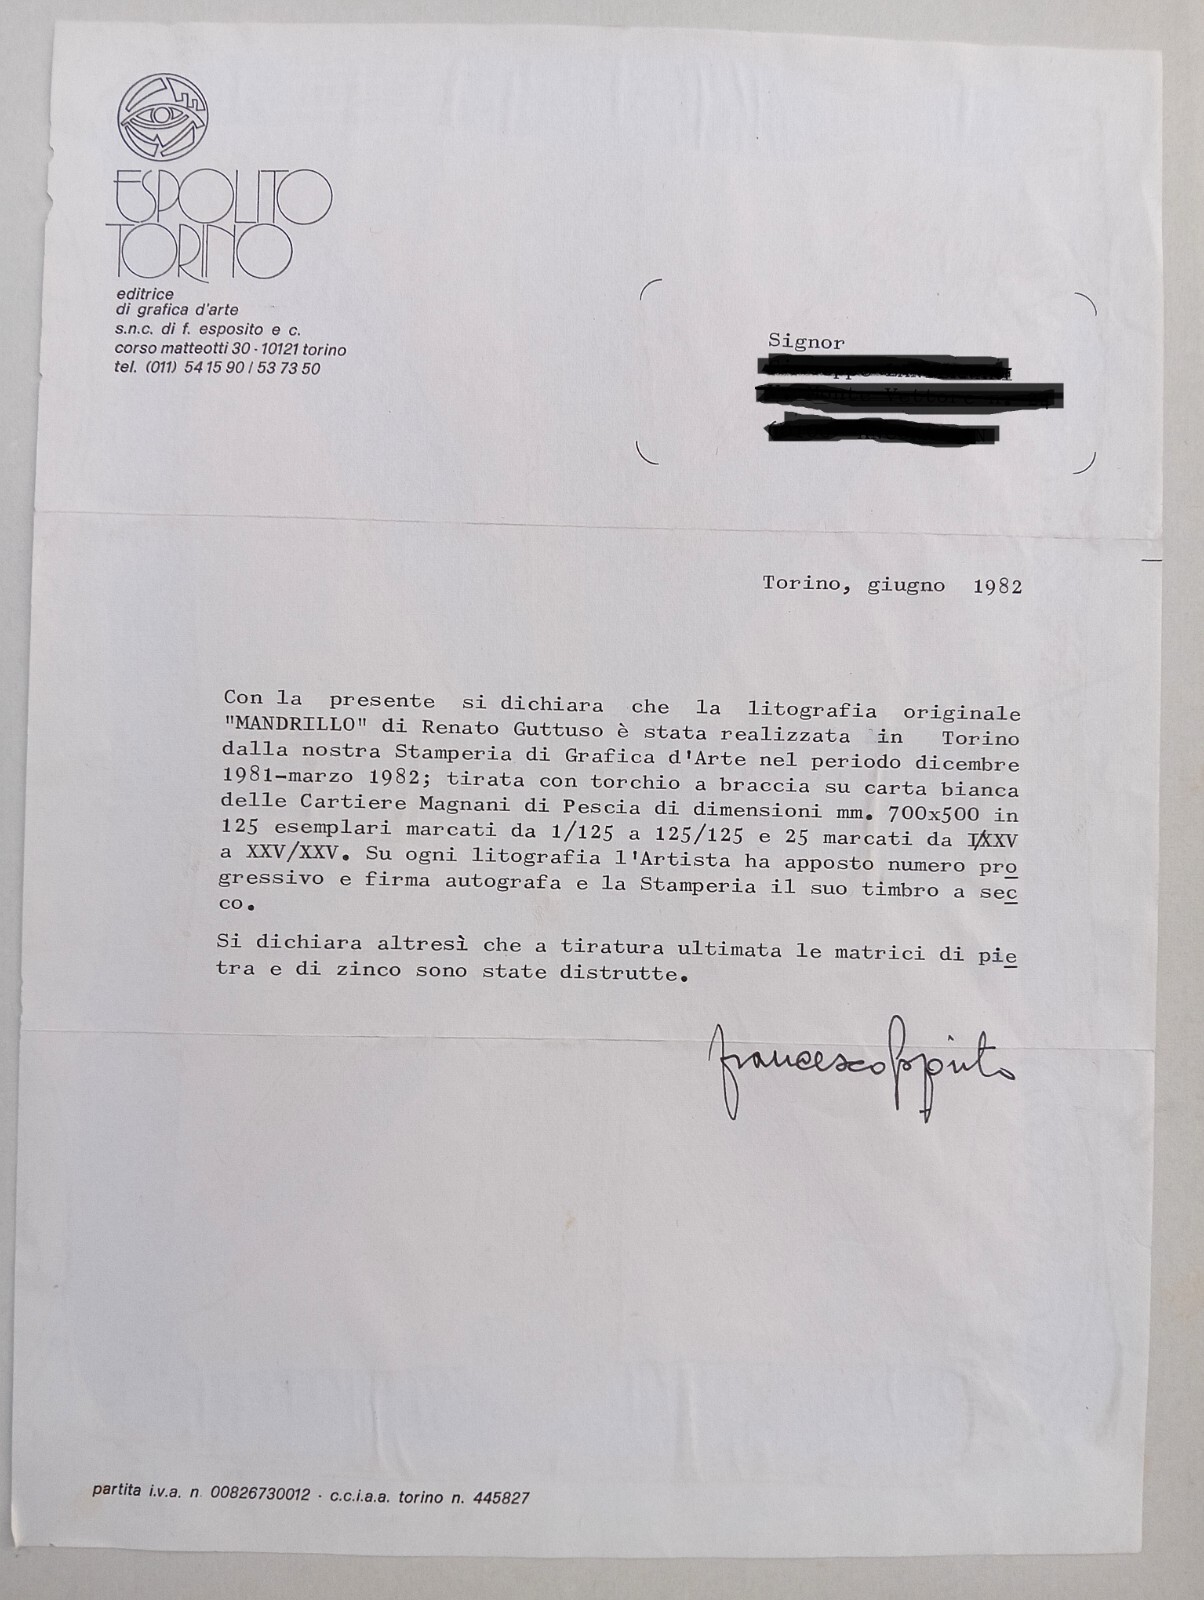 ESPOLITO
TORINO
editrice
di grafica d'arte
s.n.c. di f. esposito e c.
corso matteotti 30 - 10121 torino
tel. (011) 54 15 90 / 53 73 50
Signor
Torino, giugno 1982
Con la presente si dichiara che la litografia originale
"MANDRILLO" di Renato Guttuso è stata realizzata in Torino
dalla nostra Stamperia di Grafica d'Arte nel periodo dicembre
1981-marzo 1982; tirata con torchio a braccia su carta bianca
delle Cartiere Magnani di Pescia di dimensioni mm. 700x500 in
125 esemplari marcati da 1/125 a 125/125 e 25 marcati da I/XXV
a XXV/XXV. Su ogni litografia l'Artista ha apposto numero pro
gressivo e firma autografa e la Stamperia il suo timbro a sec
co.
Si dichiara altresì che a tiratura ultimata le matrici di pie
tra e di zinco sono state distrutte.
francesco esposito
partita i.v.a. n. 00826730012 - c.c.i.a.a. torino n. 445827